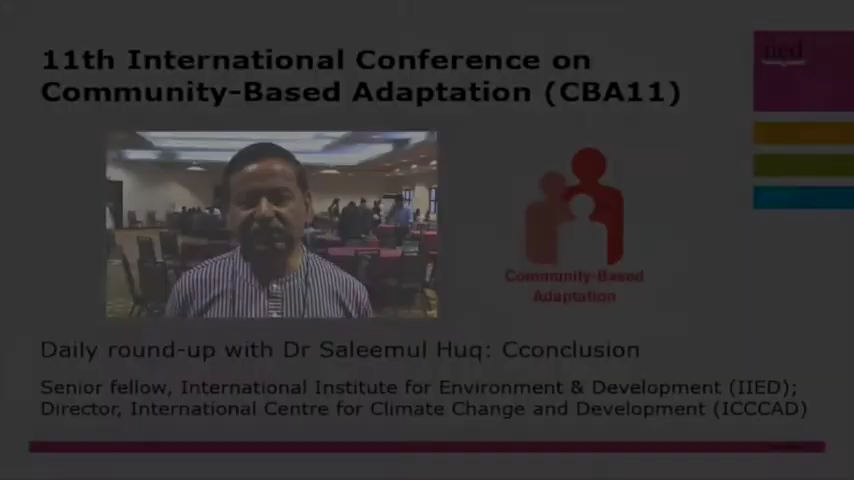 11th International Conference on
Community-Based Adaptation (CBA11)
iied
Community-Based
Adaptation
Daily round-up with Dr Saleemul Huq: Cconclusion
Senior fellow, International Institute for Environment & Development (IIED);
Director, International Centre for Climate Change and Development (ICCCAD)